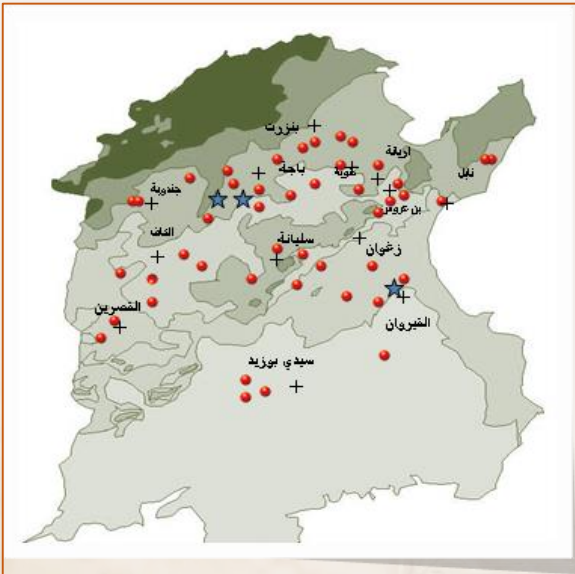 بنزرت
اريانة
باجة
منوبة
نابل
جندوبة
بن عروس
الكاف
سليانة
زغوان
القصرين
القيروان
سيدي بوزيد